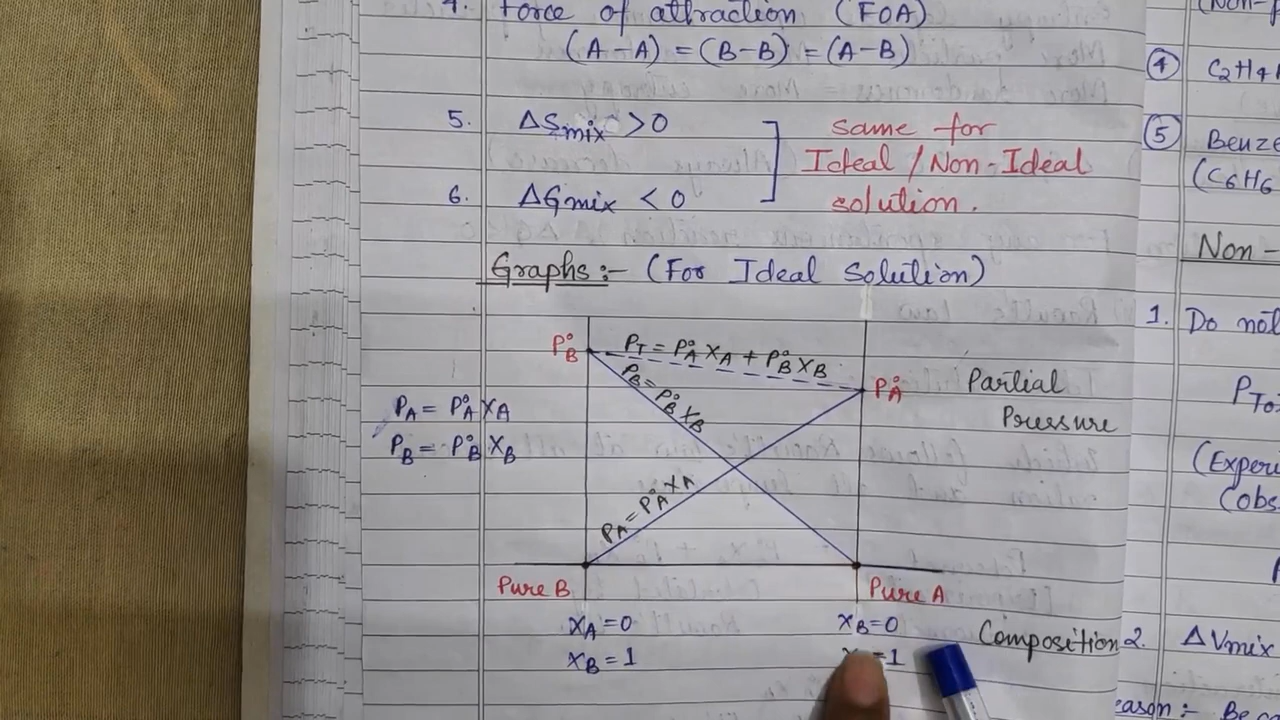 4. Force of attraction (FOA)
(A-A) = (B-B) = (A-B)
5. ΔSmix >0
6. ΔGmix < 0
same for
Ideal / Non-Ideal
solution.
Graphs:- (For Ideal Solution)
P°B
PT = P°A XA + P°B XB
PB = P°B XB
P°A
Partial
Pressure
PA = P°A XA
PB = P°B XB
PA = P°A XA
Pure B
Pure A
XA=0
XB=1
XB=0
=1
Composition
④ C2H4
⑤ Benze
(C6H6
Non-
1. Do not
PTo
(Experi
(obs
2. ΔVmix
eason:- Be